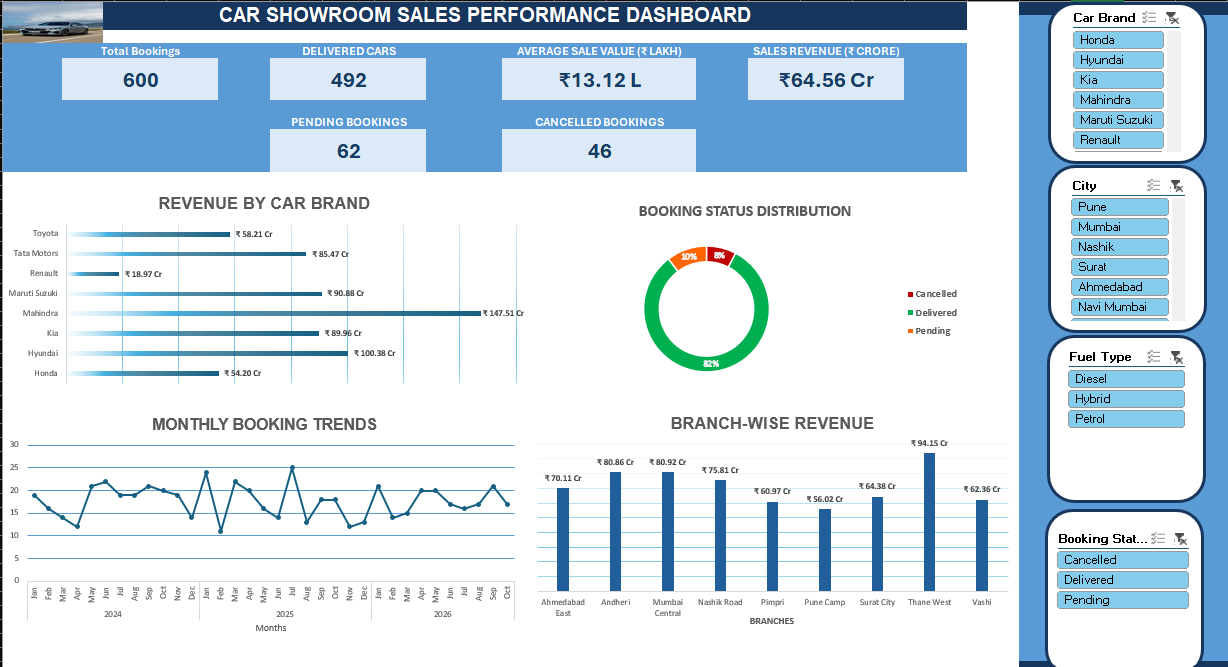 CAR SHOWROOM SALES PERFORMANCE DASHBOARD
Total Bookings
600
DELIVERED CARS
492
AVERAGE SALE VALUE (₹ LAKH)
₹13.12 L
SALES REVENUE (₹ CRORE)
₹64.56 Cr
PENDING BOOKINGS
62
CANCELLED BOOKINGS
46
REVENUE BY CAR BRAND
Toyota ₹ 58.21 Cr
Tata Motors ₹ 85.47 Cr
Renault ₹ 18.97 Cr
Maruti Suzuki ₹ 90.88 Cr
Mahindra ₹ 147.51 Cr
Kia ₹ 89.96 Cr
Hyundai ₹ 100.38 Cr
Honda ₹ 54.20 Cr
BOOKING STATUS DISTRIBUTION
10% 8%
82%
Cancelled
Delivered
Pending
MONTHLY BOOKING TRENDS
30
25
20
15
10
5
0
Jan Feb Mar Apr May Jun Jul Aug Sep Oct Nov Dec Jan Feb Mar Apr May Jun Jul Aug Sep Oct Nov Dec Jan Feb Mar Apr May Jun Jul Aug Sep Oct
2024 2025 2026
Months
BRANCH-WISE REVENUE
₹ 70.11 Cr ₹ 80.86 Cr ₹ 80.92 Cr ₹ 75.81 Cr ₹ 60.97 Cr ₹ 56.02 Cr ₹ 64.38 Cr ₹ 94.15 Cr ₹ 62.36 Cr
Ahmedabad East Andheri Mumbai Central Nashik Road Pimpri Pune Camp Surat City Thane West Vashi
BRANCHES
Car Brand
Honda
Hyundai
Kia
Mahindra
Maruti Suzuki
Renault
City
Pune
Mumbai
Nashik
Surat
Ahmedabad
Navi Mumbai
Fuel Type
Diesel
Hybrid
Petrol
Booking Stat...
Cancelled
Delivered
Pending